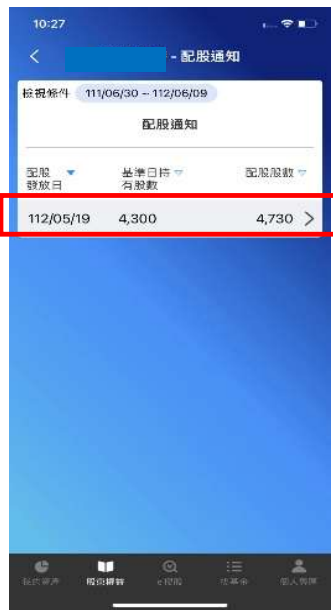 10:27
- 配股通知
檢視條件 111/06/30 – 112/06/09
配股通知
配股
發放日
基準日持
有股數
配股股數
112/05/19 4,300 4,730
股務權益
個人專區